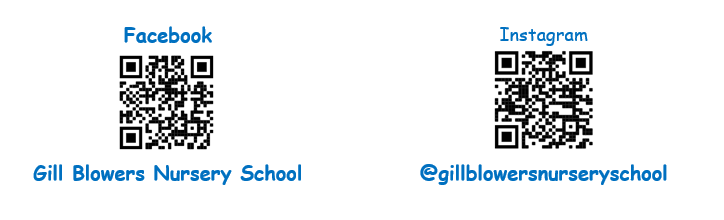 Facebook
Gill Blowers Nursery School
Instagram
@gillblowersnurseryschool